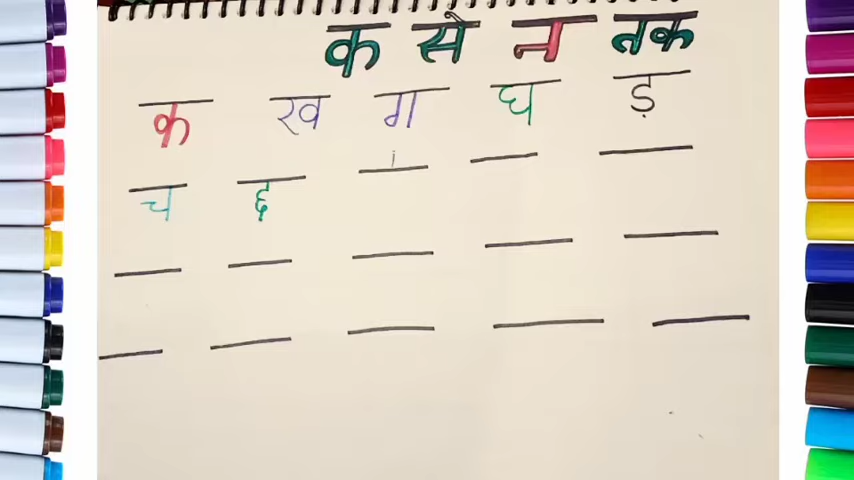 क से न तक
क ख ग घ ड़
च छ